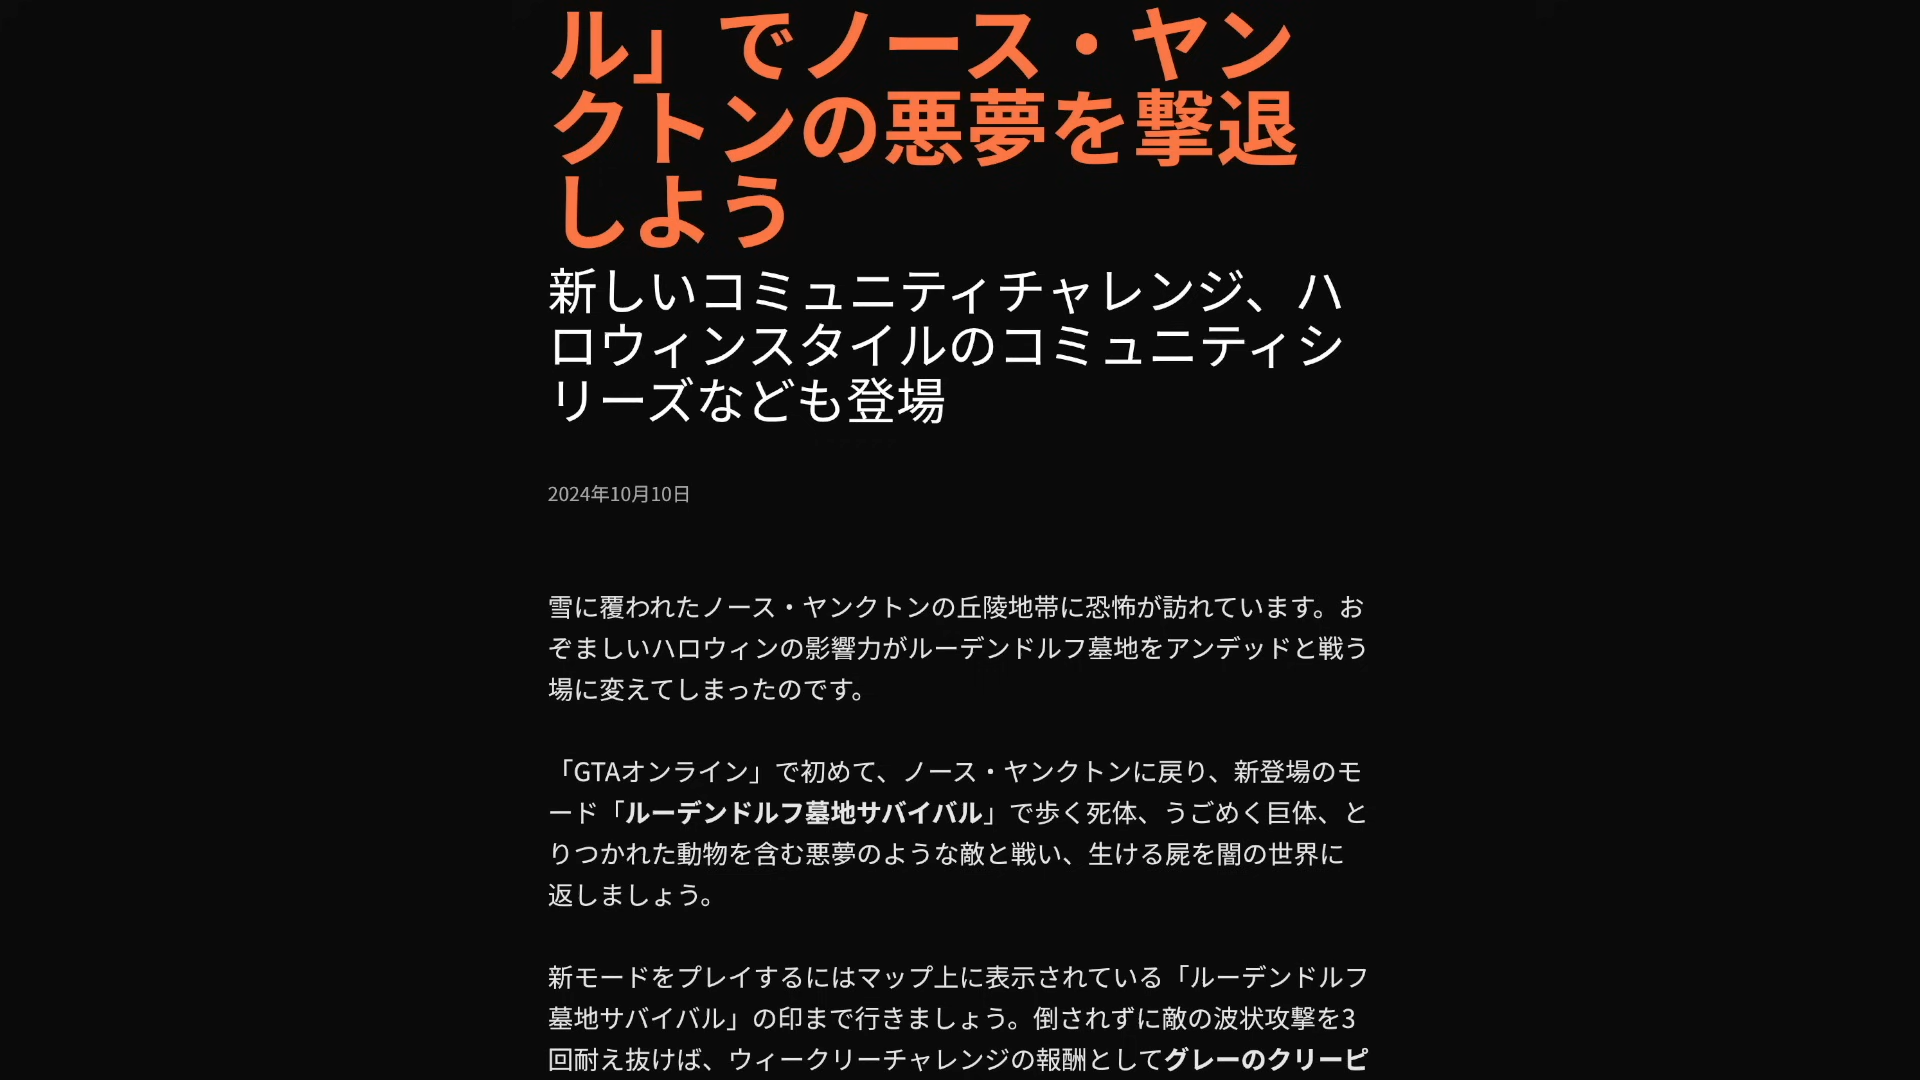 ル」でノース・ヤン
クトンの悪夢を撃退
しよう
新しいコミュニティチャレンジ、ハ
ロウィンスタイルのコミュニティシ
リーズなども登場
2024年10月10日
雪に覆われたノース・ヤンクトンの丘陵地帯に恐怖が訪れています。お
ぞましいハロウィンの影響力がルーデンドルフ墓地をアンデッドと戦う
場に変えてしまったのです。
「GTAオンライン」で初めて、ノース・ヤンクトンに戻り、新登場のモ
ード「ルーデンドルフ墓地サバイバル」で歩く死体、うごめく巨体、と
りつかれた動物を含む悪夢のような敵と戦い、生ける屍を闇の世界に
返しましょう。
新モードをプレイするにはマップ上に表示されている「ルーデンドルフ
墓地サバイバル」の印まで行きましょう。倒されずに敵の波状攻撃を3
回耐え抜けば、ウィークリーチャレンジの報酬としてグレーのクリーピ